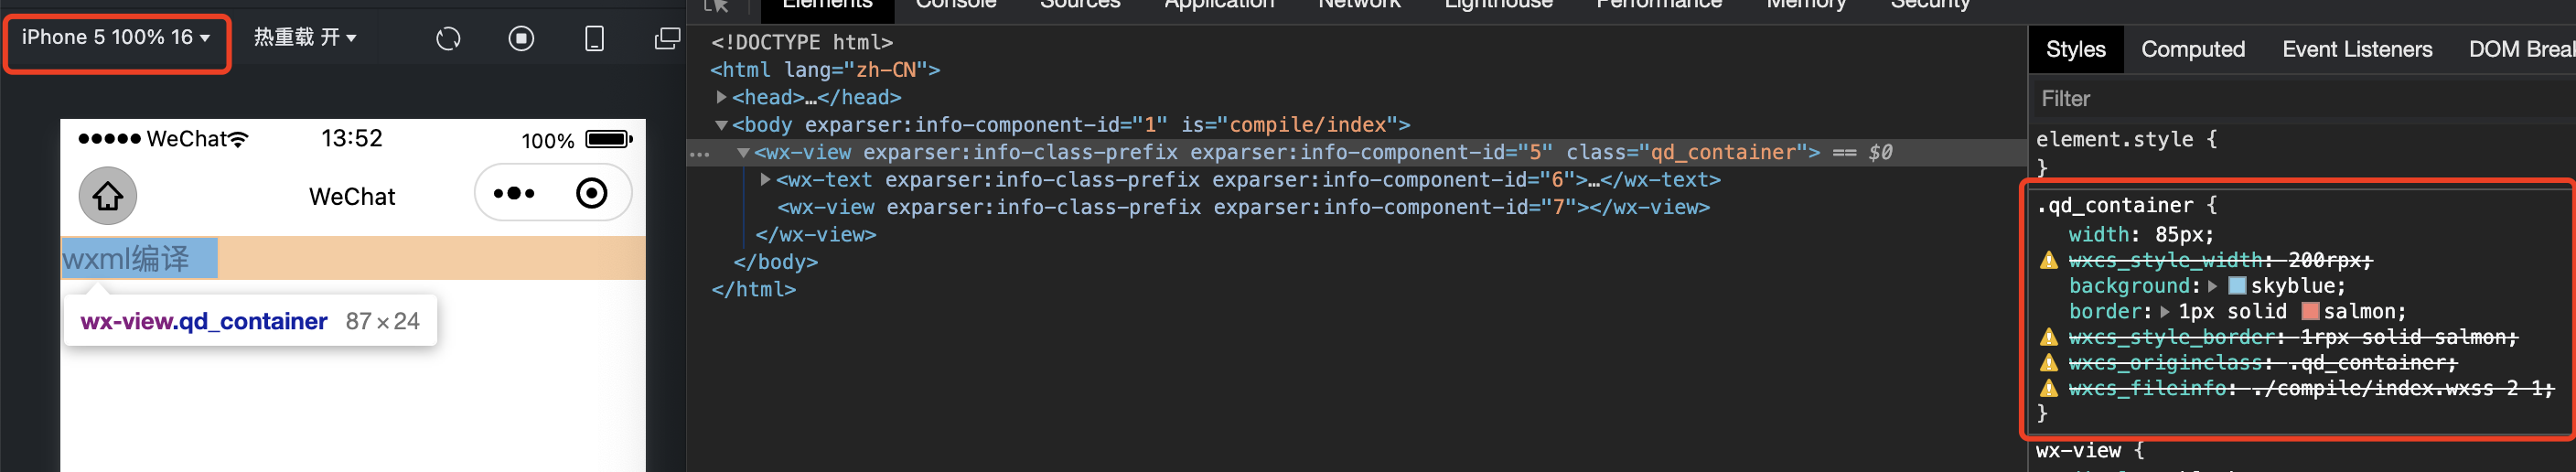 iPhone 5 100% 16 热重载 开
Elements Console Sources Application Network Lighthouse Performance Memory Security
WeChat 13:52 100%
WeChat
wxml编译
wx-view.qd_container 87 × 24
<!DOCTYPE html>
<html lang="zh-CN">
<head>…</head>
<body exparser:info-component-id="1" is="compile/index">
<wx-view exparser:info-class-prefix exparser:info-component-id="5" class="qd_container"> == $0
<wx-text exparser:info-class-prefix exparser:info-component-id="6">…</wx-text>
<wx-view exparser:info-class-prefix exparser:info-component-id="7"></wx-view>
</wx-view>
</body>
</html>
Styles Computed Event Listeners DOM Breal
Filter
element.style {
}
.qd_container {
width: 85px;
wxcs_style_width: 200rpx;
background: skyblue;
border: 1px solid salmon;
wxcs_style_border: 1rpx solid salmon;
wxcs_originclass: .qd_container;
wxcs_fileinfo: ./compile/index.wxss 2 1;
}
wx-view {